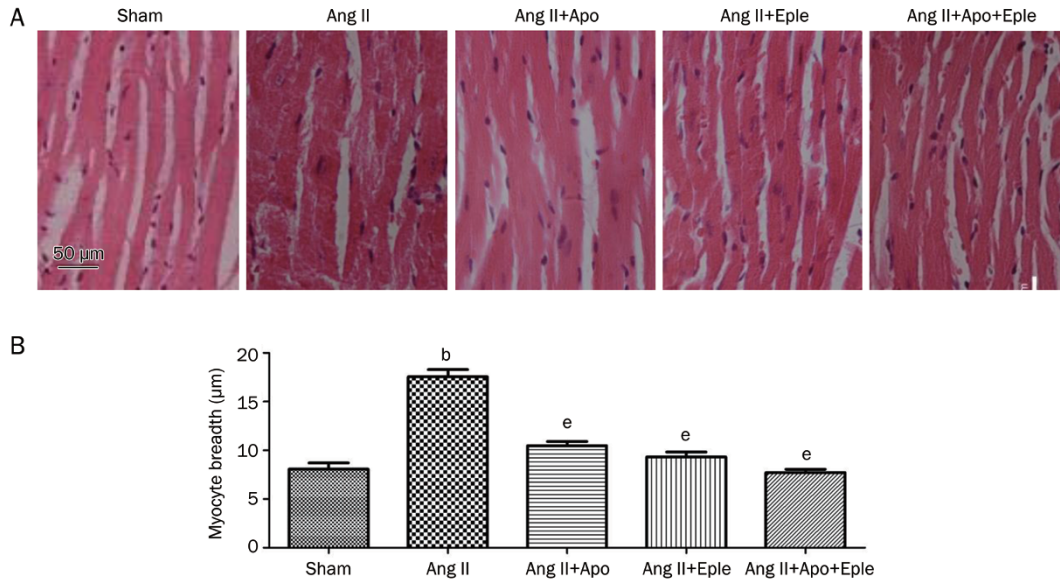 A
Sham
Ang II
Ang II+Apo
Ang II+Eple
Ang II+Apo+Eple
50 μm
B
Myocyte breadth (μm)
20
15
10
5
0
b
e
e
e
Sham
Ang II
Ang II+Apo
Ang II+Eple
Ang II+Apo+Eple